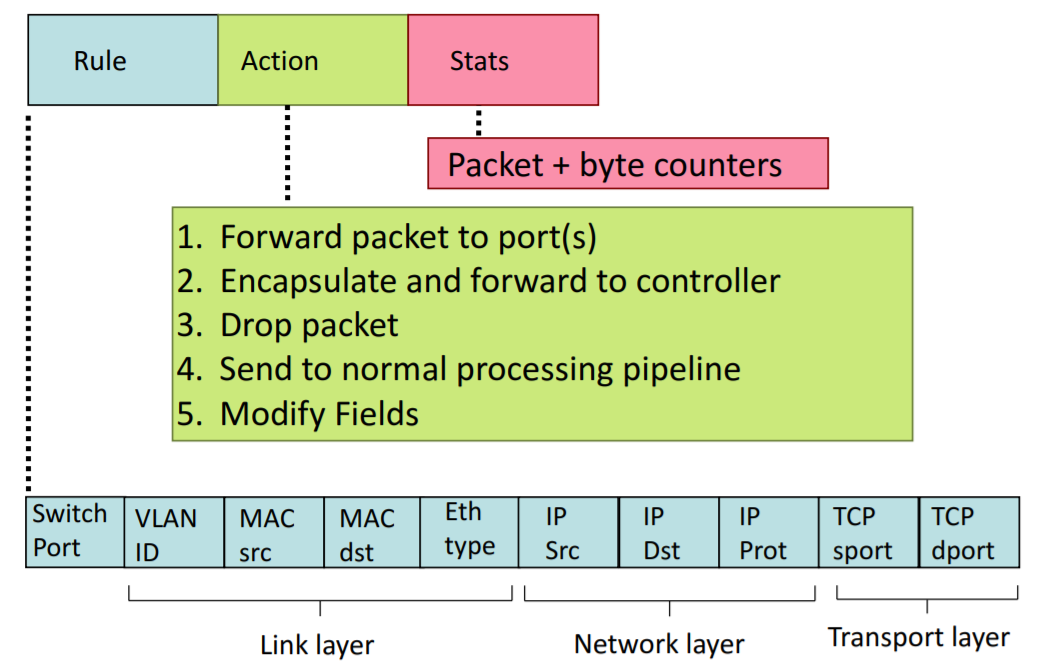 Rule
Action
Stats
Packet + byte counters
1. Forward packet to port(s)
2. Encapsulate and forward to controller
3. Drop packet
4. Send to normal processing pipeline
5. Modify Fields
Switch
Port
VLAN
ID
MAC
src
MAC
dst
Eth
type
IP
Src
IP
Dst
IP
Prot
TCP
sport
TCP
dport
Link layer
Network layer
Transport layer